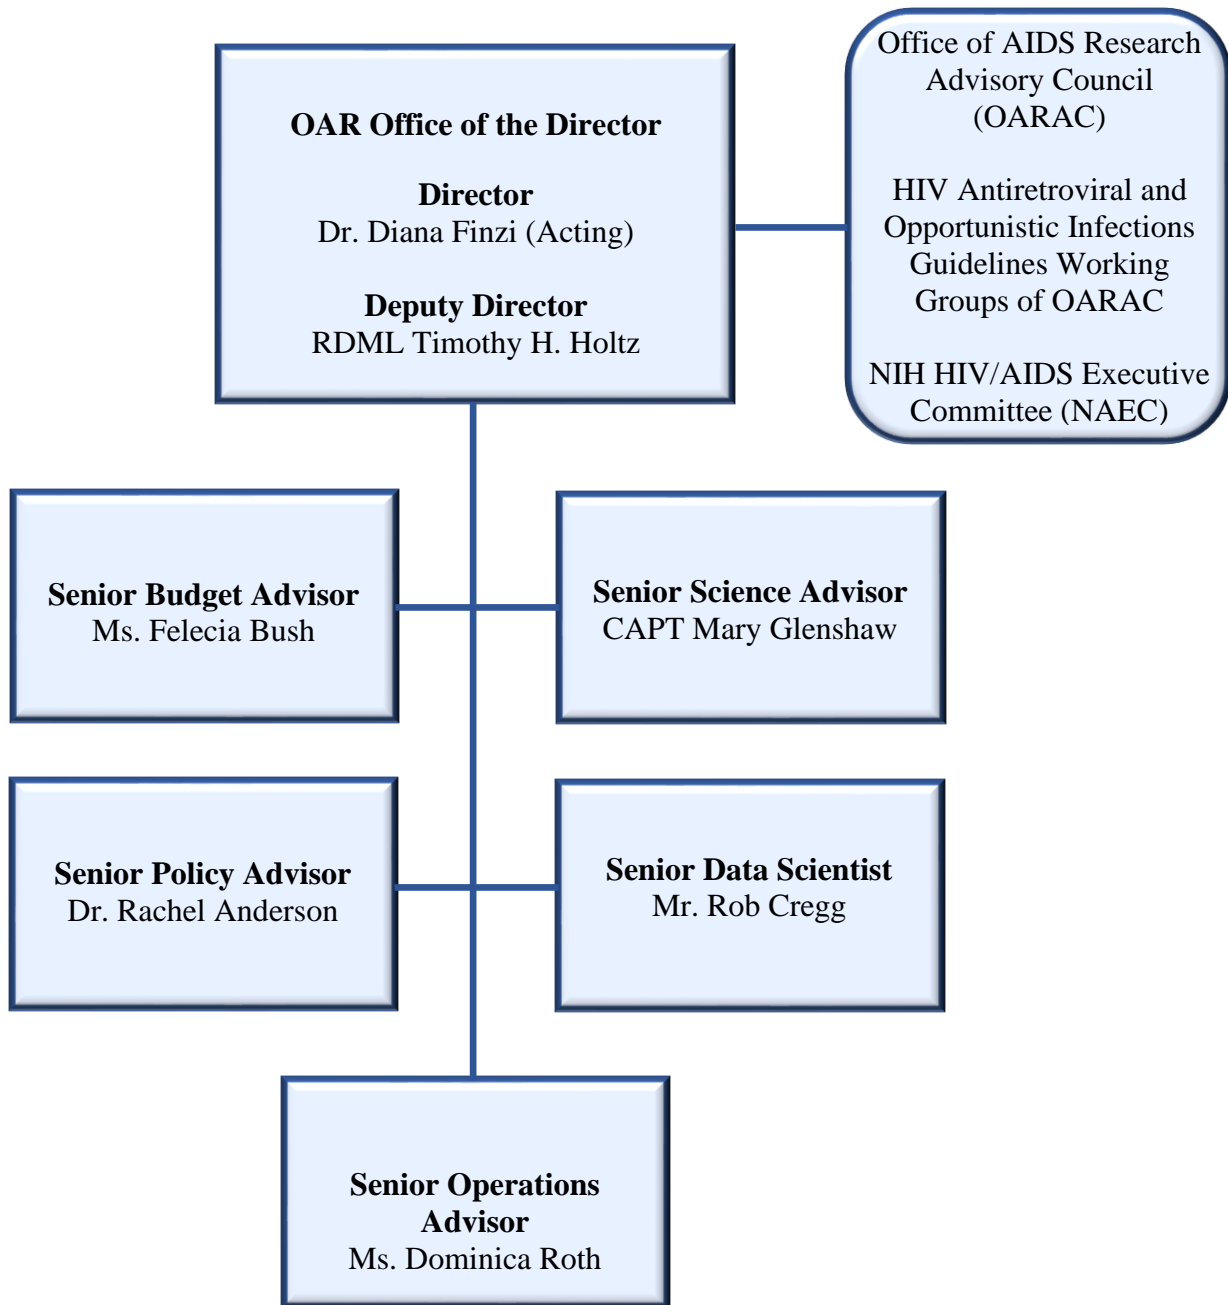 OAR Office of the Director
Director
Dr. Diana Finzi (Acting)
Deputy Director
RDML Timothy H. Holtz
Office of AIDS Research
Advisory Council
(OARAC)
HIV Antiretroviral and
Opportunistic Infections
Guidelines Working
Groups of OARAC
NIH HIV/AIDS Executive
Committee (NAEC)
Senior Budget Advisor
Ms. Felecia Bush
Senior Science Advisor
CAPT Mary Glenshaw
Senior Policy Advisor
Dr. Rachel Anderson
Senior Data Scientist
Mr. Rob Cregg
Senior Operations
Advisor
Ms. Dominica Roth